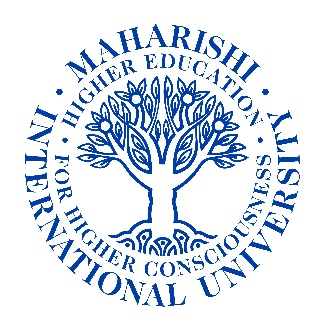 MAHARISHI · INTERNATIONAL UNIVERSITY ·
HIGHER EDUCATION · FOR HIGHER CONSCIOUSNESS ·